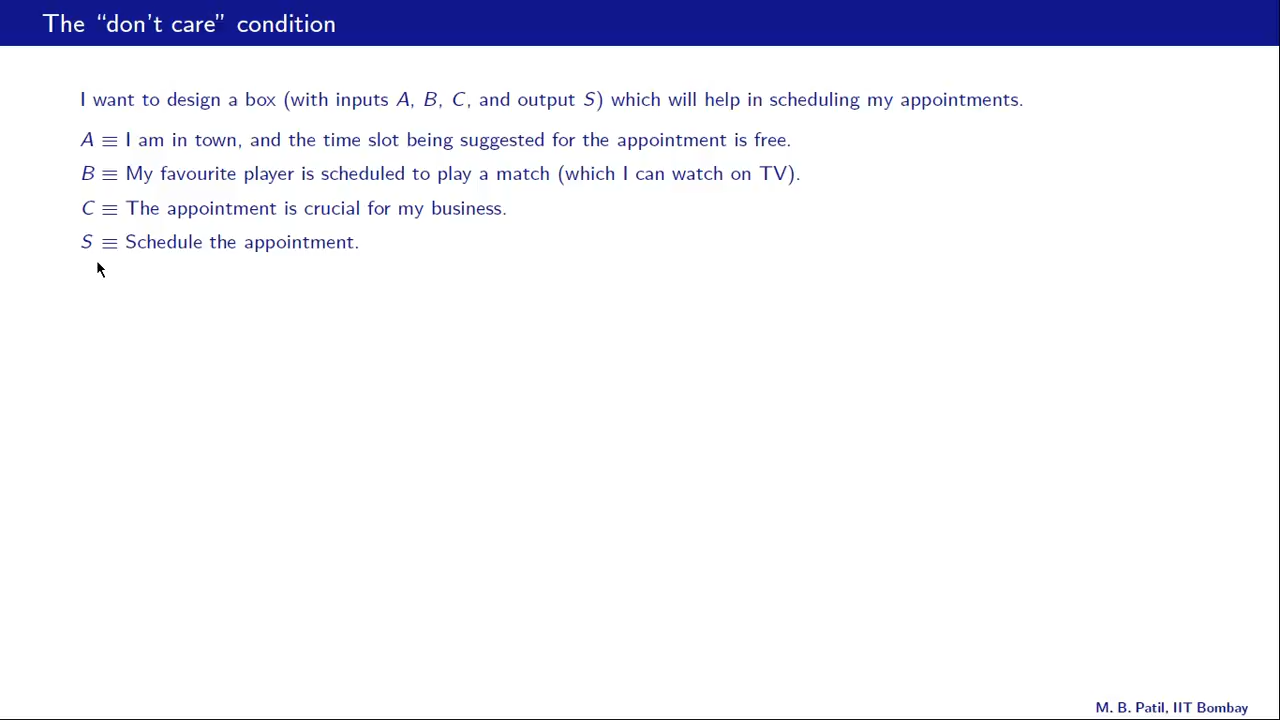 The “don’t care” condition
I want to design a box (with inputs A, B, C, and output S) which will help in scheduling my appointments.
A ≡ I am in town, and the time slot being suggested for the appointment is free.
B ≡ My favourite player is scheduled to play a match (which I can watch on TV).
C ≡ The appointment is crucial for my business.
S ≡ Schedule the appointment.
M. B. Patil, IIT Bombay